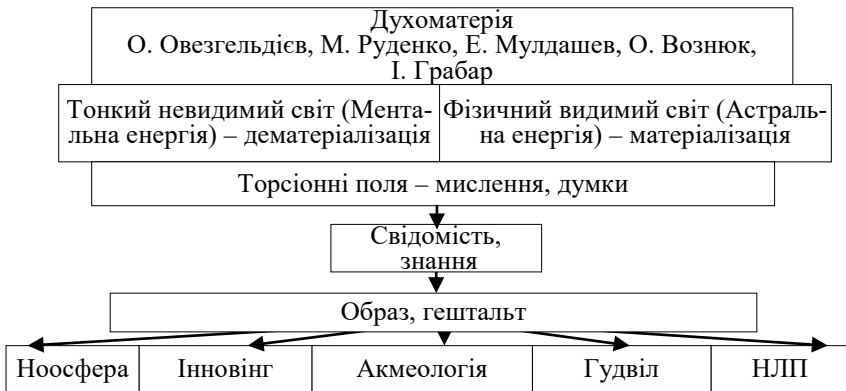 Духоматерія
О. Овезгельдієв, М. Руденко, Е. Мулдашев, О. Вознюк,
І. Грабар
Тонкий невидимий світ (Мента-
льна енергія) – дематеріалізація
Фізичний видимий світ (Астраль-
на енергія) – матеріалізація
Торсіонні поля – мислення, думки
Свідомість,
знання
Образ, гештальт
Ноосфера
Інновінг
Акмеологія
Гудвіл
НЛП